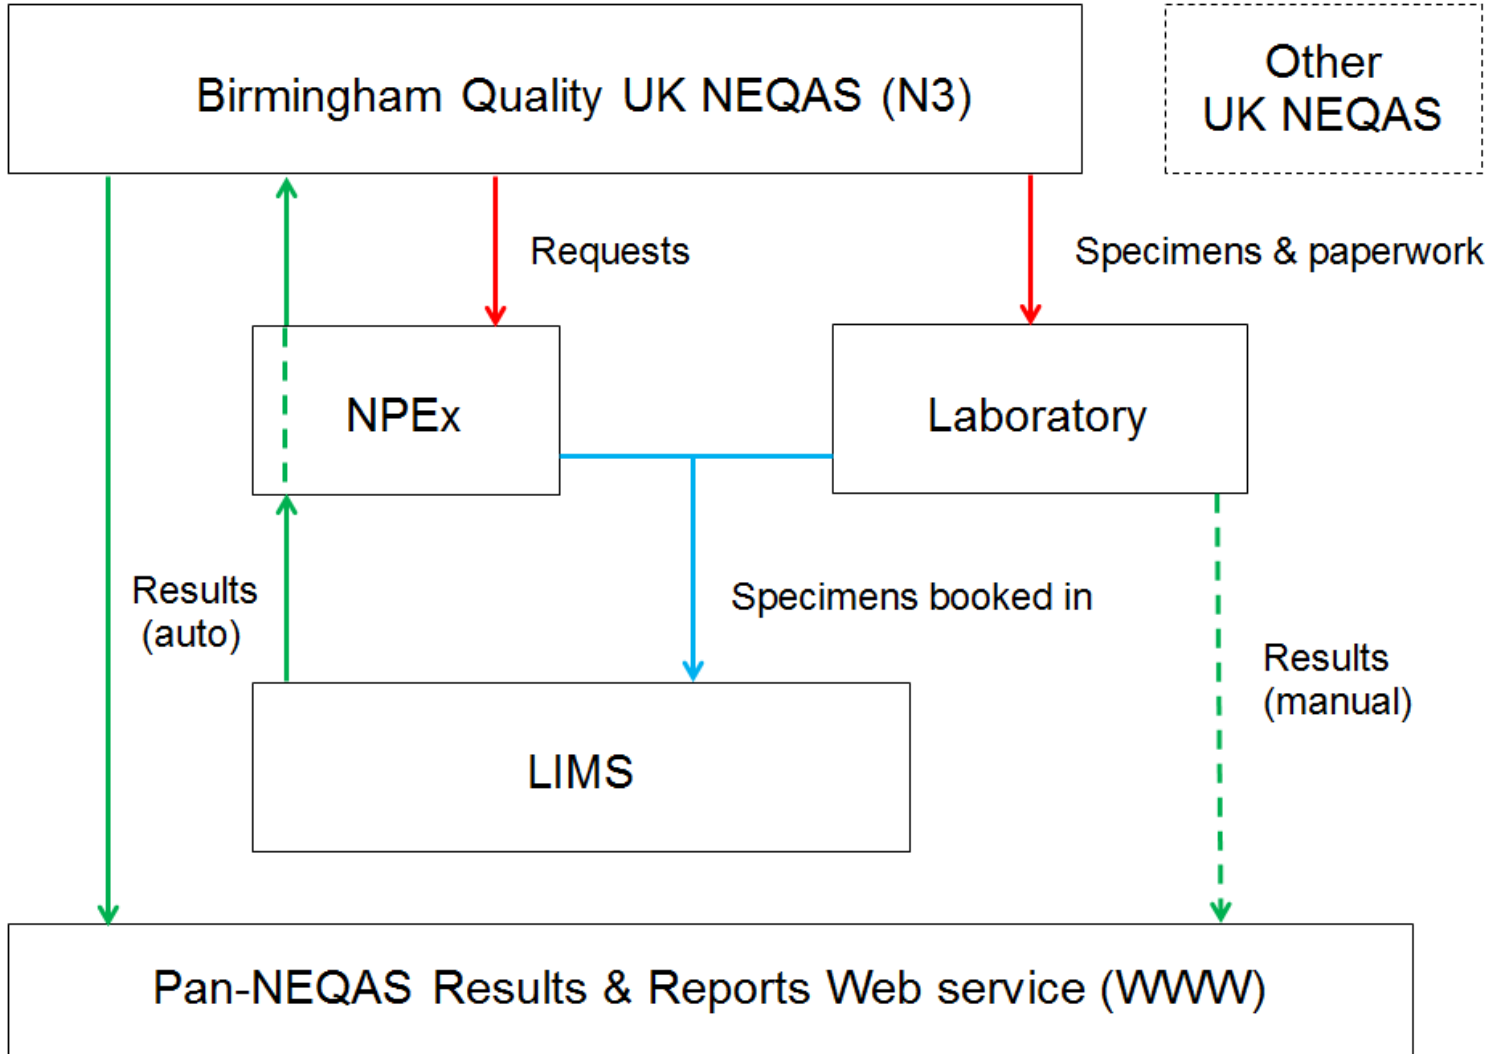 Birmingham Quality UK NEQAS (N3)
Other
UK NEQAS
Requests
Specimens & paperwork
NPEx
Laboratory
Results
(auto)
Specimens booked in
Results
(manual)
LIMS
Pan-NEQAS Results & Reports Web service (WWW)